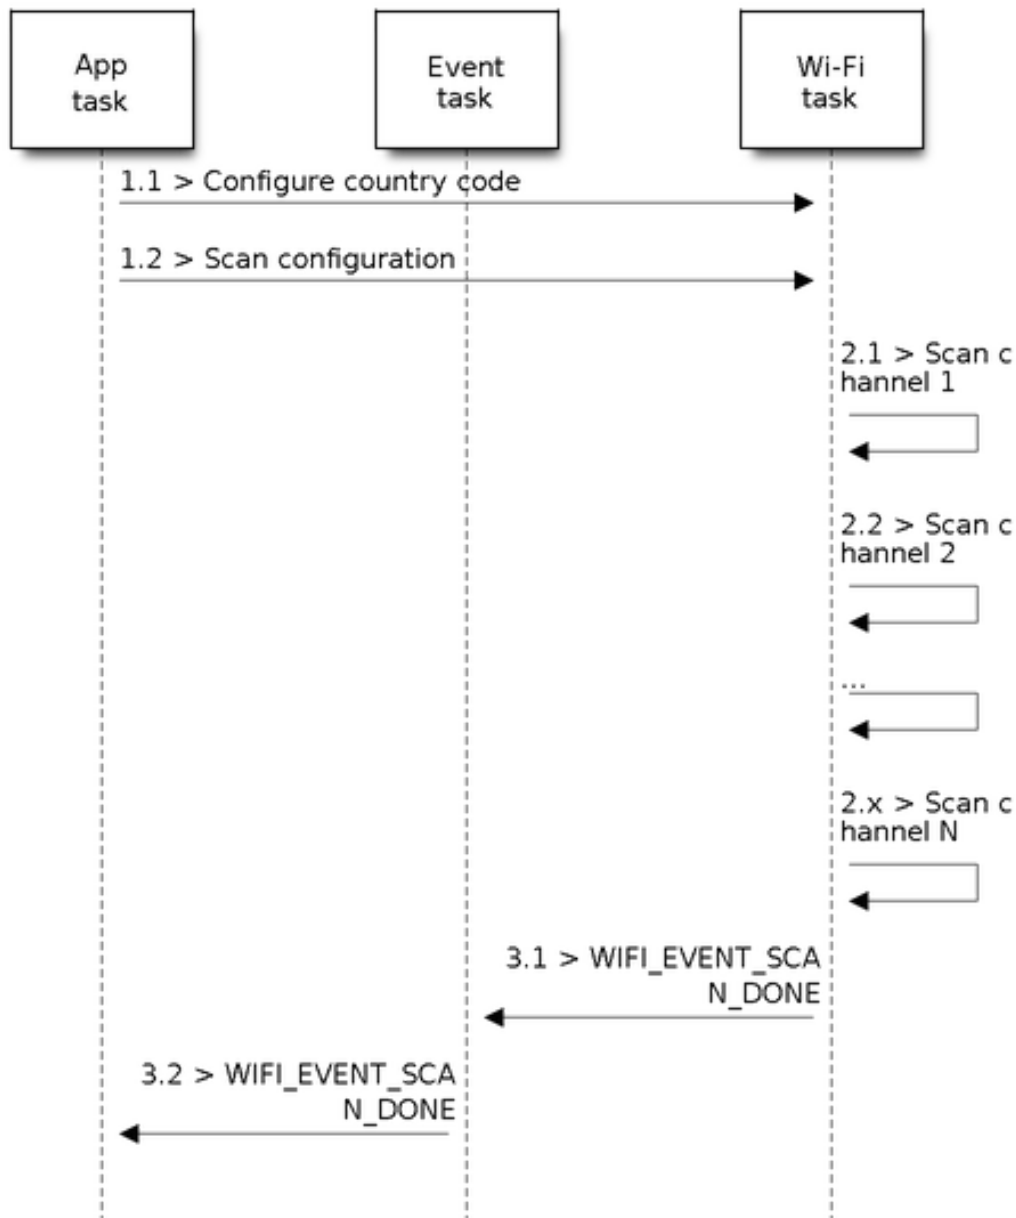 App
task
Event
task
Wi-Fi
task
1.1 > Configure country code
1.2 > Scan configuration
2.1 > Scan c
hannel 1
2.2 > Scan c
hannel 2
...
2.x > Scan c
hannel N
3.1 > WIFI_EVENT_SCA
N_DONE
3.2 > WIFI_EVENT_SCA
N_DONE